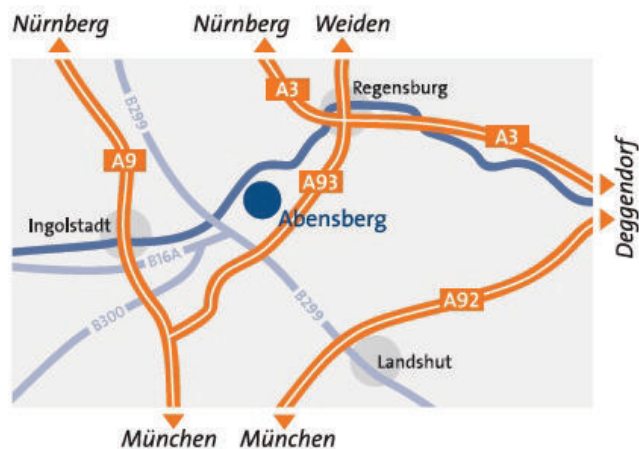 Nürnberg
Nürnberg
Weiden
Regensburg
A3
B299
A3
A9
A93
Deggendorf
Ingolstadt
Abensberg
B16A
A92
B300
B299
Landshut
München
München